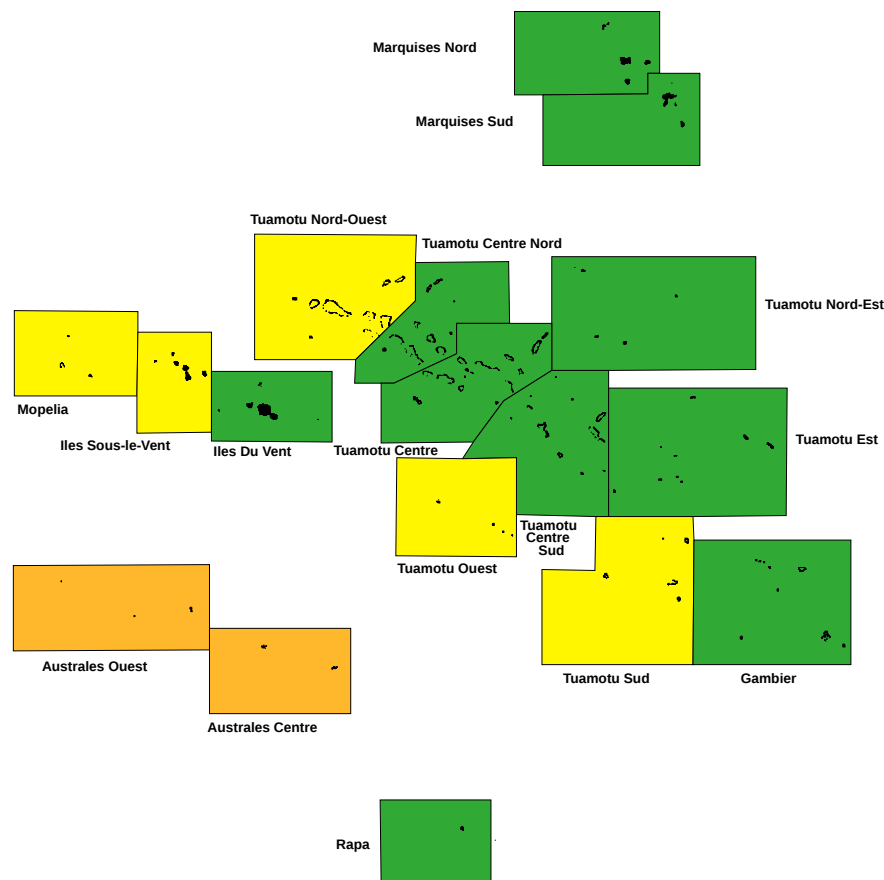 Marquises Nord
Marquises Sud
Tuamotu Nord-Ouest
Tuamotu Centre Nord
Tuamotu Nord-Est
Mopelia
Iles Sous-le-Vent
Iles Du Vent
Tuamotu Centre
Tuamotu Est
Tuamotu
Centre
Sud
Tuamotu Ouest
Australes Ouest
Tuamotu Sud
Gambier
Australes Centre
Rapa